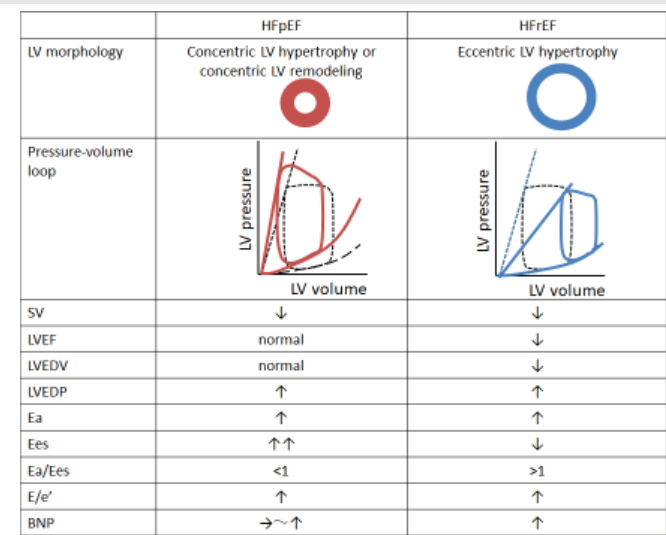 HFpEF HFrEF
LV morphology Concentric LV hypertrophy or Eccentric LV hypertrophy
concentric LV remodeling
Pressure-volume
loop
LV pressure LV pressure
LV volume LV volume
SV ↓ ↓
LVEF normal ↓
LVEDV normal ↓
LVEDP ↑ ↑
Ea ↑ ↑
Ees ↑↑ ↓
Ea/Ees <1 >1
E/e’ ↑ ↑
BNP →~↑ ↑